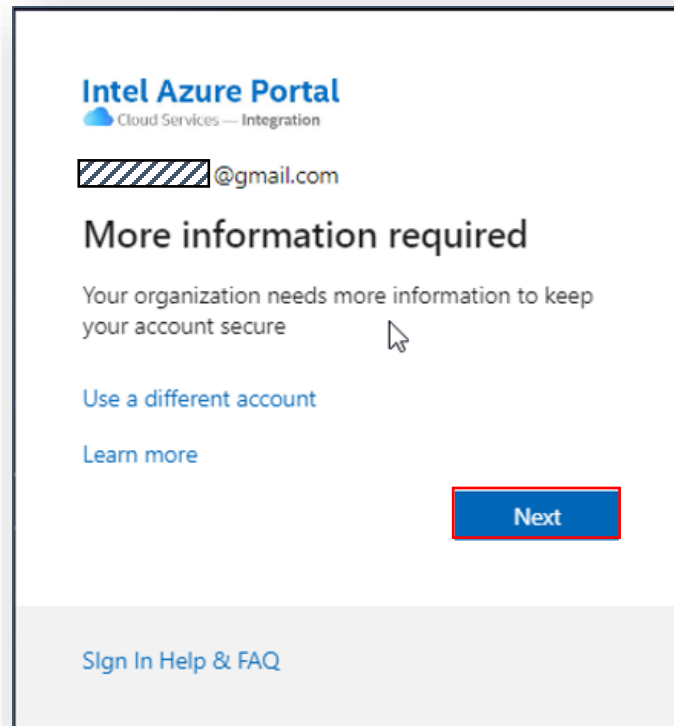 Intel Azure Portal
Cloud Services — Integration
@gmail.com
More information required
Your organization needs more information to keep
your account secure
Use a different account
Learn more
Next
SIgn In Help & FAQ